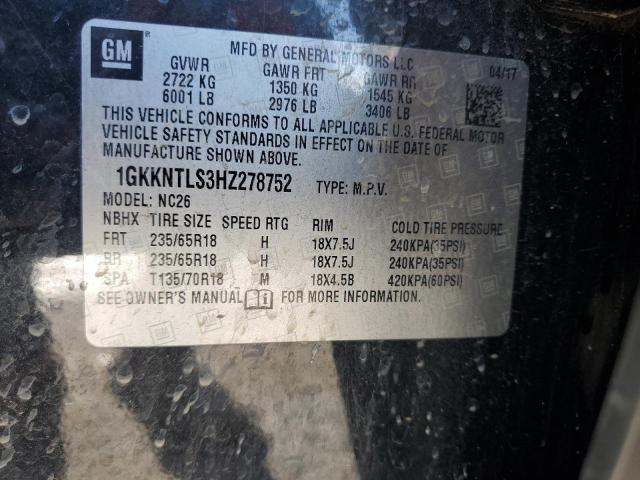 GM
MFD BY GENERAL MOTORS LLC
GVWR GAWR FRT GAWR RR 04/17
2722 KG 1350 KG 1545 KG
6001 LB 2976 LB 3406 LB
THIS VEHICLE CONFORMS TO ALL APPLICABLE U.S. FEDERAL MOTOR
VEHICLE SAFETY STANDARDS IN EFFECT ON THE DATE OF
MANUFACTURE SHOWN ABOVE.
1GKKNTLS3HZ278752 TYPE: M.P.V.
MODEL: NC26
NBHX TIRE SIZE SPEED RTG RIM COLD TIRE PRESSURE
FRT 235/65R18 H 18X7.5J 240KPA(35PSI)
RR 235/65R18 H 18X7.5J 240KPA(35PSI)
SPA T135/70R18 M 18X4.5B 420KPA(60PSI)
SEE OWNER'S MANUAL FOR MORE INFORMATION.